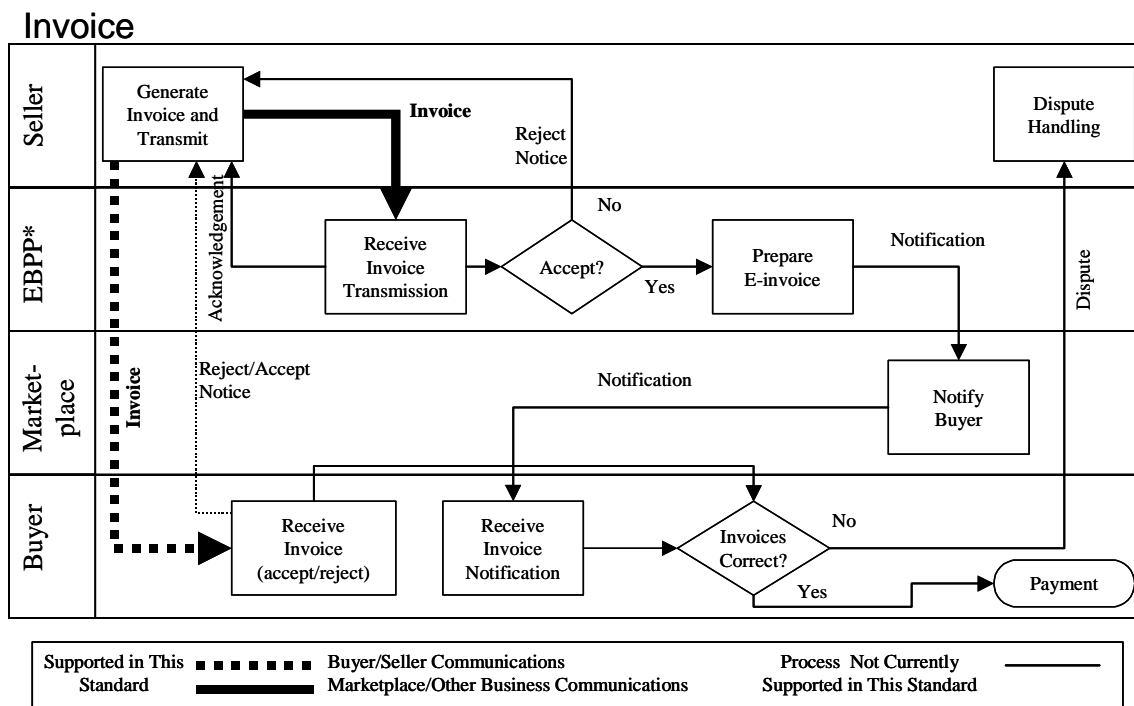 Invoice
Seller
Generate
Invoice and
Transmit
Invoice
Reject
Notice
Dispute
Handling
EBPP*
Acknowledgement
Receive
Invoice
Transmission
No
Accept?
Yes
Prepare
E-invoice
Notification
Dispute
Market-
place
Invoice
Reject/Accept
Notice
Notification
Notify
Buyer
Buyer
Receive
Invoice
(accept/reject)
Receive
Invoice
Notification
Invoices
Correct?
No
Yes
Payment
Supported in This
Standard
Buyer/Seller Communications
Marketplace/Other Business Communications
Process Not Currently
Supported in This Standard